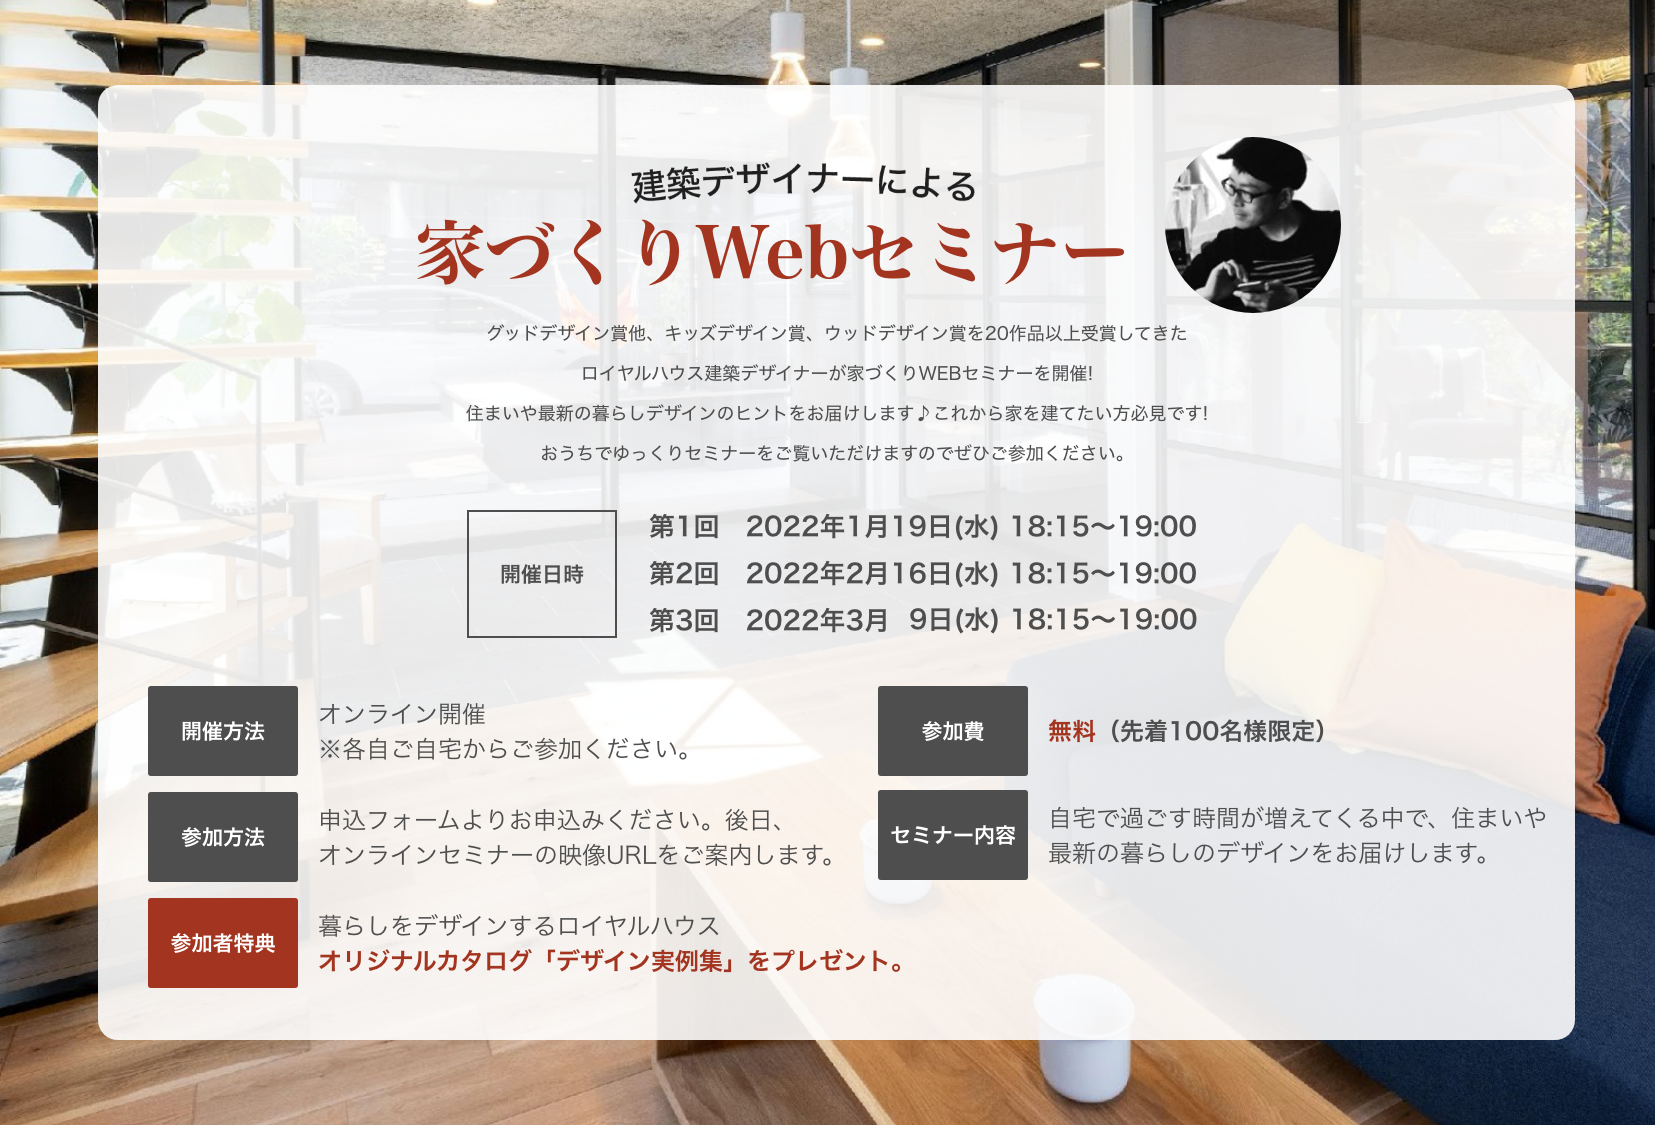 建築デザイナーによる
家づくりWebセミナー
グッドデザイン賞他、キッズデザイン賞、ウッドデザイン賞を20作品以上受賞してきた
ロイヤルハウス建築デザイナーが家づくりWEBセミナーを開催!
住まいや最新の暮らしデザインのヒントをお届けします♪これから家を建てたい方必見です!
おうちでゆっくりセミナーをご覧いただけますのでぜひご参加ください。
開催日時
第1回 2022年1月19日(水) 18:15〜19:00
第2回 2022年2月16日(水) 18:15〜19:00
第3回 2022年3月 9日(水) 18:15〜19:00
開催方法
オンライン開催
※各自ご自宅からご参加ください。
参加費
無料（先着100名様限定）
参加方法
申込フォームよりお申込みください。後日、
オンラインセミナーの映像URLをご案内します。
セミナー内容
自宅で過ごす時間が増えてくる中で、住まいや
最新の暮らしのデザインをお届けします。
参加者特典
暮らしをデザインするロイヤルハウス
オリジナルカタログ「デザイン実例集」をプレゼント。